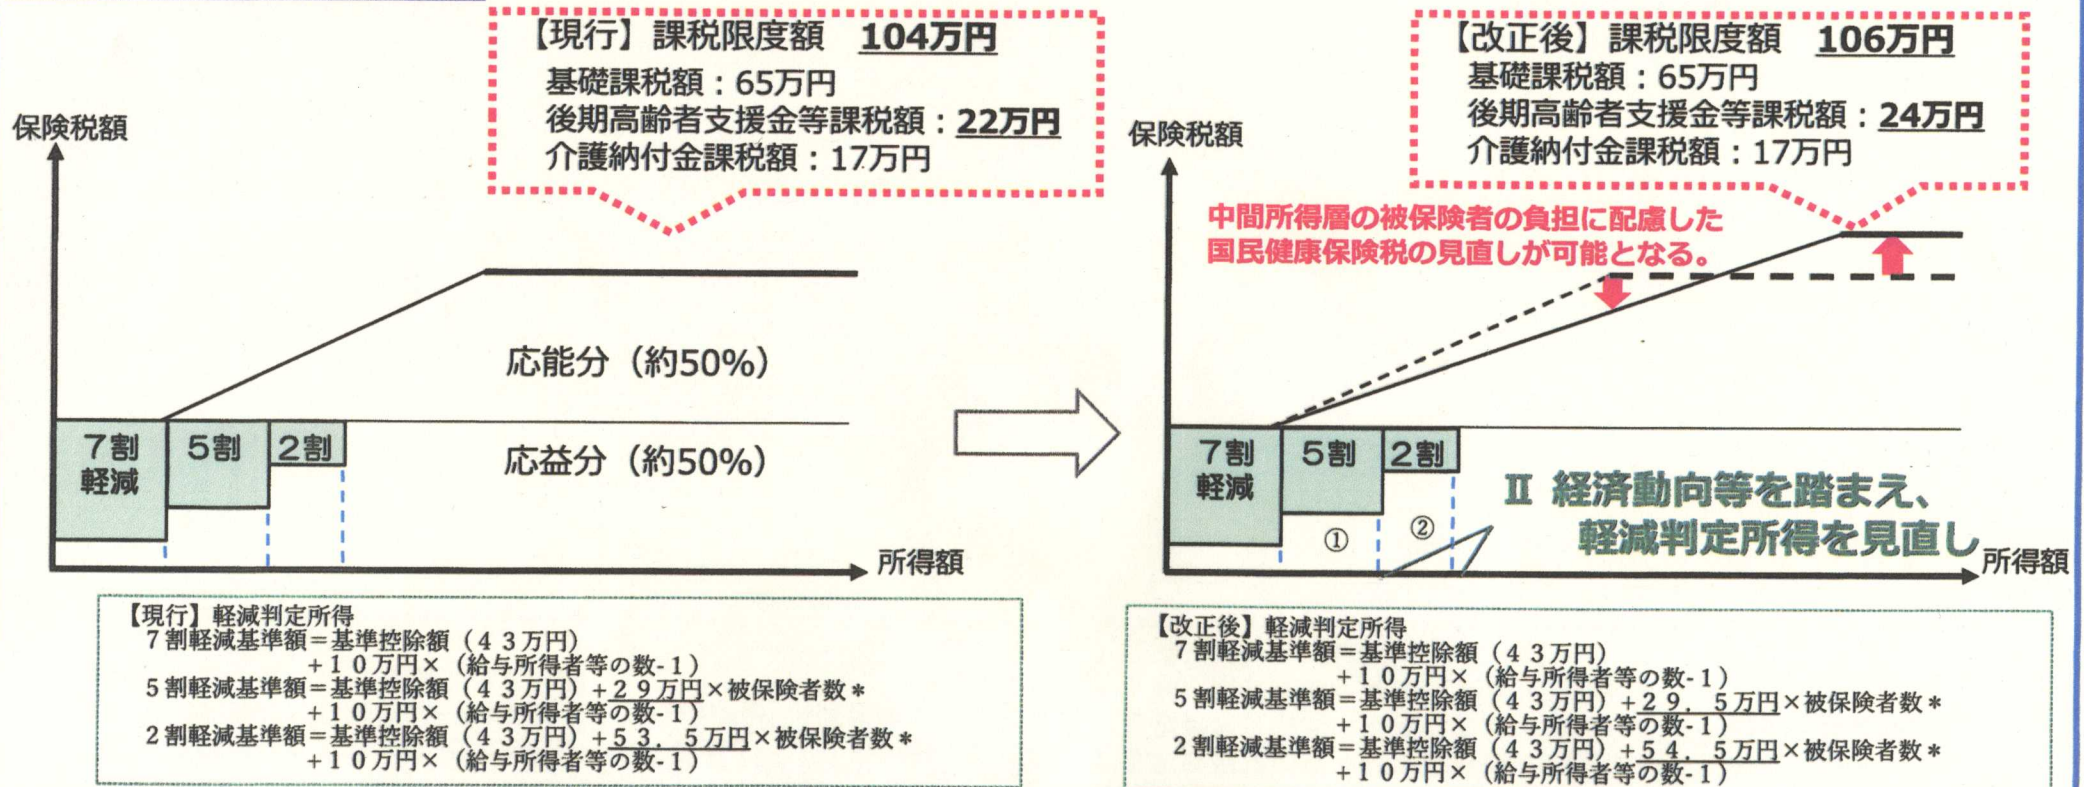 【現行】課税限度額 104万円
基礎課税額：65万円
後期高齢者支援金等課税額：22万円
介護納付金課税額：17万円
保険税額
応能分（約50%）
7割
軽減
5割
2割
応益分（約50%）
所得額
【現行】軽減判定所得
7割軽減基準額＝基準控除額（43万円）
+10万円×（給与所得者等の数-1）
5割軽減基準額＝基準控除額（43万円）+29万円×被保険者数*
+10万円×（給与所得者等の数-1）
2割軽減基準額＝基準控除額（43万円）+53.5万円×被保険者数*
+10万円×（給与所得者等の数-1）
【改正後】課税限度額 106万円
基礎課税額：65万円
後期高齢者支援金等課税額：24万円
介護納付金課税額：17万円
保険税額
中間所得層の被保険者の負担に配慮した
国民健康保険税の見直しが可能となる。
7割
軽減
5割
2割
①
②
Ⅱ 経済動向等を踏まえ、
軽減判定所得を見直し
所得額
【改正後】軽減判定所得
7割軽減基準額＝基準控除額（43万円）
+10万円×（給与所得者等の数-1）
5割軽減基準額＝基準控除額（43万円）+29.5万円×被保険者数*
+10万円×（給与所得者等の数-1）
2割軽減基準額＝基準控除額（43万円）+54.5万円×被保険者数*
+10万円×（給与所得者等の数-1）